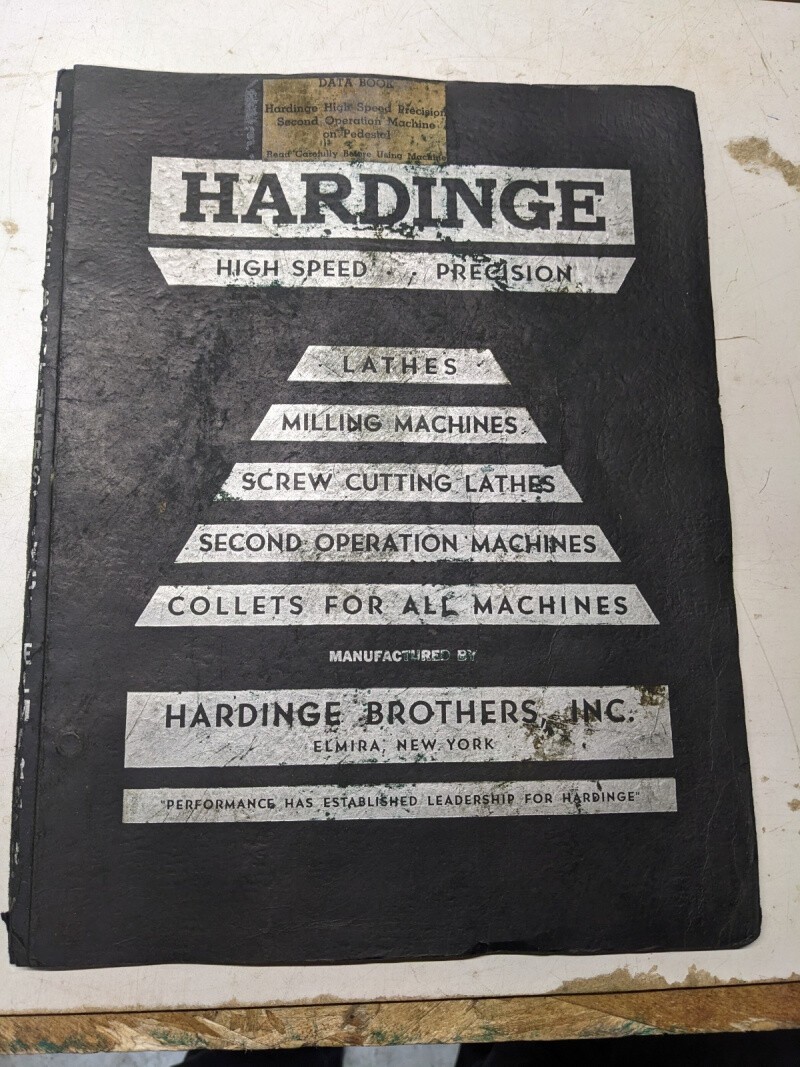 DATA BOOK
Hardinge High Speed Precision
Second Operation Machine
on Pedestal
Read Carefully Before Using Machine
HARDINGE
HIGH SPEED . . PRECISION
LATHES
MILLING MACHINES
SCREW CUTTING LATHES
SECOND OPERATION MACHINES
COLLETS FOR ALL MACHINES
MANUFACTURED BY
HARDINGE BROTHERS, INC.
ELMIRA, NEW YORK
"PERFORMANCE HAS ESTABLISHED LEADERSHIP FOR HARDINGE"